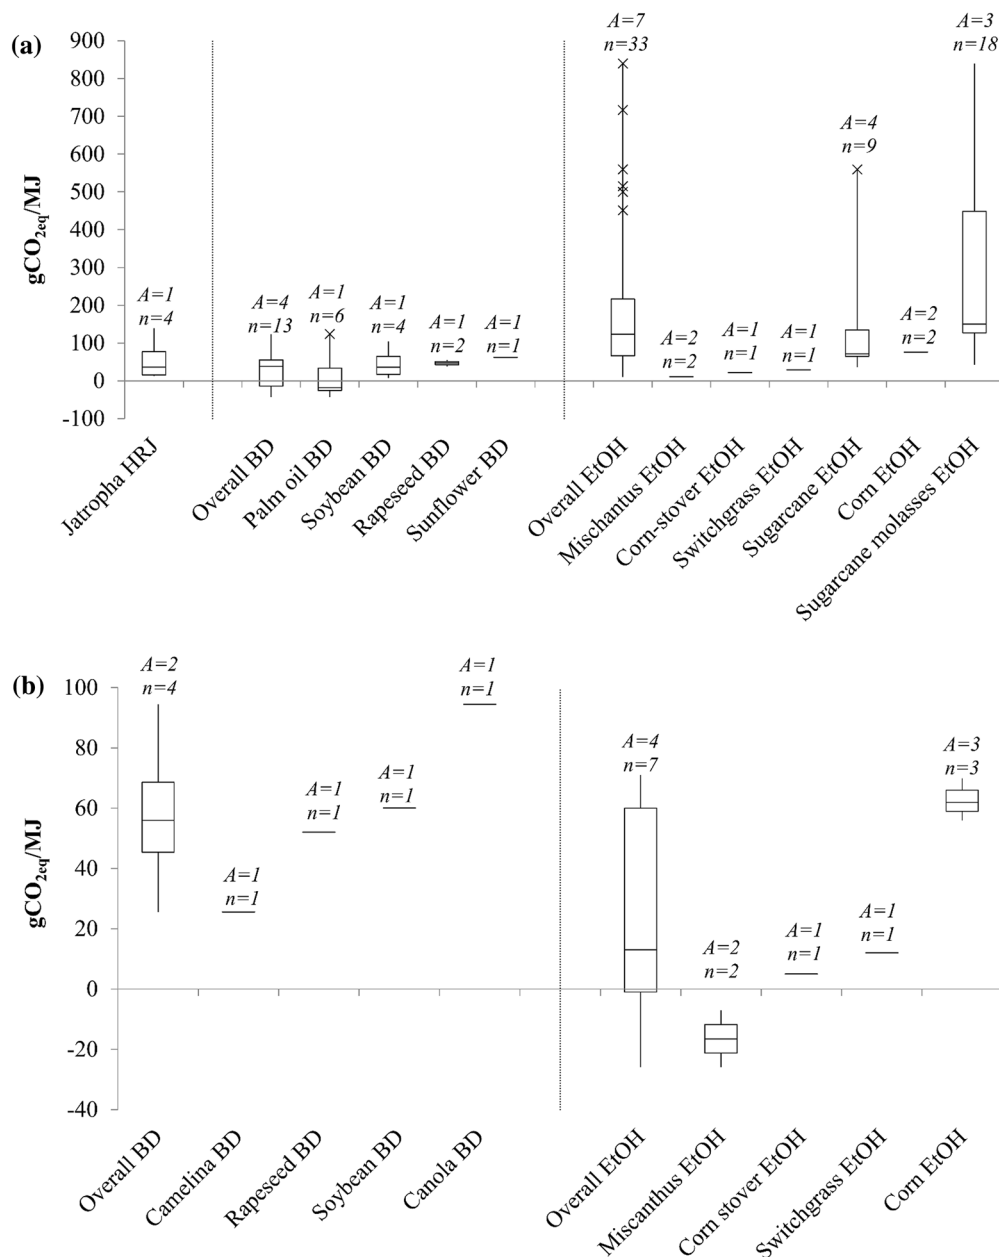 (a)
gCO2eq/MJ
900
800
700
600
500
400
300
200
100
0
-100
A=1
n=4
A=4
n=13
A=1
n=6
A=1
n=4
A=1
n=2
A=1
n=1
A=7
n=33
A=2
n=2
A=1
n=1
A=1
n=1
A=4
n=9
A=2
n=2
A=3
n=18
Jatropha HRJ
Overall BD
Palm oil BD
Soybean BD
Rapeseed BD
Sunflower BD
Overall EtOH
Mischantus EtOH
Corn-stover EtOH
Switchgrass EtOH
Sugarcane EtOH
Corn EtOH
Sugarcane molasses EtOH
(b)
gCO2eq/MJ
100
80
60
40
20
0
-20
-40
A=2
n=4
A=1
n=1
A=1
n=1
A=1
n=1
A=1
n=1
A=4
n=7
A=2
n=2
A=1
n=1
A=1
n=1
A=3
n=3
Overall BD
Camelina BD
Rapeseed BD
Soybean BD
Canola BD
Overall EtOH
Miscanthus EtOH
Corn stover EtOH
Switchgrass EtOH
Corn EtOH